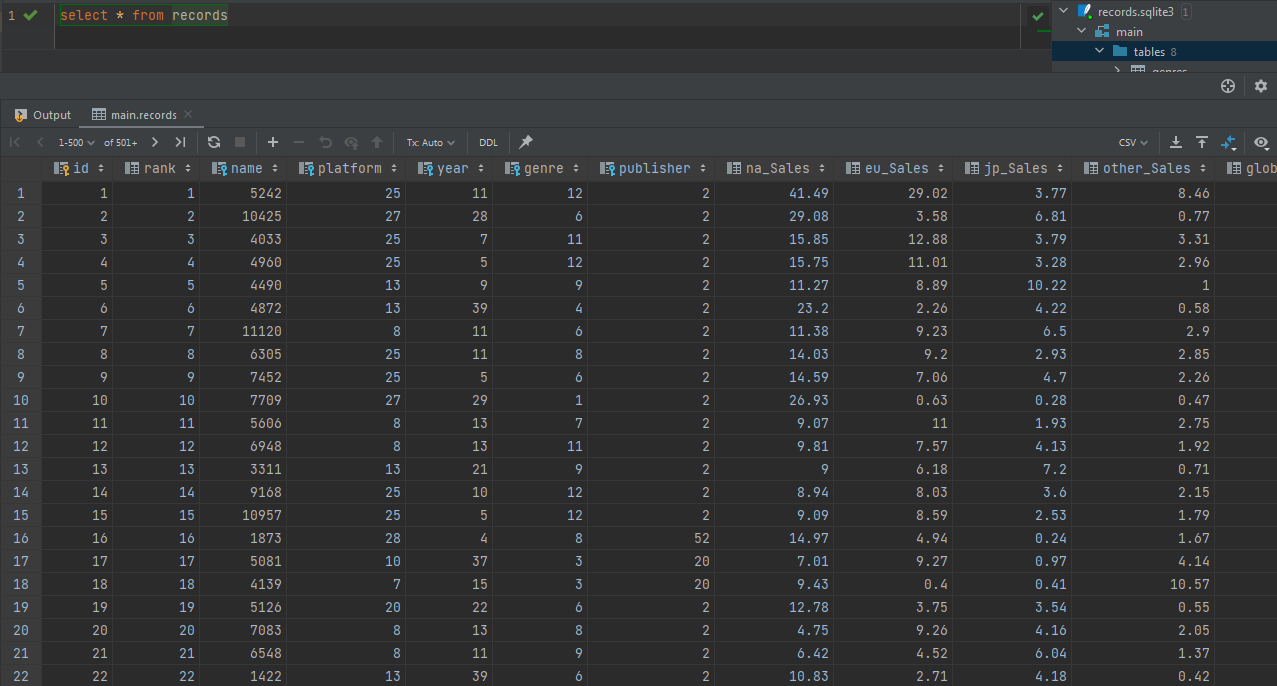 1 select * from records
records.sqlite3 1
main
tables 8
genres
Output main.records
1-500 of 501+ Tx: Auto DDL CSV
id rank name platform year genre publisher na_Sales eu_Sales jp_Sales other_Sales glob
1 1 1 5242 25 11 12 2 41.49 29.02 3.77 8.46
2 2 2 10425 27 28 6 2 29.08 3.58 6.81 0.77
3 3 3 4033 25 7 11 2 15.85 12.88 3.79 3.31
4 4 4 4960 25 5 12 2 15.75 11.01 3.28 2.96
5 5 5 4490 13 9 9 2 11.27 8.89 10.22 1
6 6 6 4872 13 39 4 2 23.2 2.26 4.22 0.58
7 7 7 11120 8 11 6 2 11.38 9.23 6.5 2.9
8 8 8 6305 25 11 8 2 14.03 9.2 2.93 2.85
9 9 9 7452 25 5 6 2 14.59 7.06 4.7 2.26
10 10 10 7709 27 29 1 2 26.93 0.63 0.28 0.47
11 11 11 5606 8 13 7 2 9.07 11 1.93 2.75
12 12 12 6948 8 13 11 2 9.81 7.57 4.13 1.92
13 13 13 3311 13 21 9 2 9 6.18 7.2 0.71
14 14 14 9168 25 10 12 2 8.94 8.03 3.6 2.15
15 15 15 10957 25 5 12 2 9.09 8.59 2.53 1.79
16 16 16 1873 28 4 8 52 14.97 4.94 0.24 1.67
17 17 17 5081 10 37 3 20 7.01 9.27 0.97 4.14
18 18 18 4139 7 15 3 20 9.43 0.4 0.41 10.57
19 19 19 5126 20 22 6 2 12.78 3.75 3.54 0.55
20 20 20 7083 8 13 8 2 4.75 9.26 4.16 2.05
21 21 21 6548 8 11 9 2 6.42 4.52 6.04 1.37
22 22 22 1422 13 39 6 2 10.83 2.71 4.18 0.42